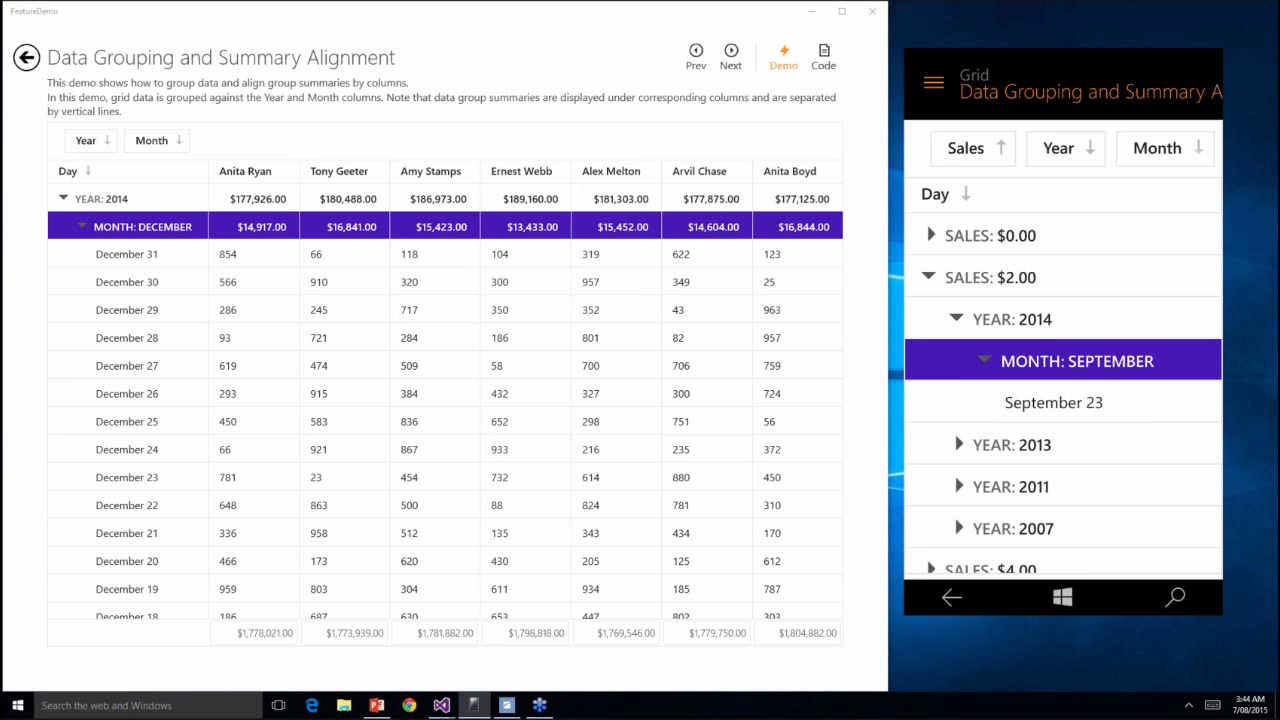 FeatureDemo
Data Grouping and Summary Alignment
Prev Next Demo Code
This demo shows how to group data and align group summaries by columns.
In this demo, grid data is grouped against the Year and Month columns. Note that data group summaries are displayed under corresponding columns and are separated
by vertical lines.
Year Month
Day Anita Ryan Tony Geeter Amy Stamps Ernest Webb Alex Melton Arvil Chase Anita Boyd
YEAR: 2014 $177,926.00 $180,488.00 $186,973.00 $189,160.00 $181,303.00 $177,875.00 $177,125.00
MONTH: DECEMBER $14,917.00 $16,841.00 $15,423.00 $13,433.00 $15,452.00 $14,604.00 $16,844.00
December 31 854 66 118 104 319 622 123
December 30 566 910 320 300 957 349 25
December 29 286 245 717 350 352 43 963
December 28 93 721 284 186 801 82 957
December 27 619 474 509 58 700 706 759
December 26 293 915 384 432 327 300 724
December 25 450 583 836 652 298 751 56
December 24 66 921 867 933 216 235 372
December 23 781 23 454 732 614 880 450
December 22 648 863 500 88 824 781 310
December 21 336 958 512 135 343 434 170
December 20 466 173 620 430 205 125 612
December 19 959 803 304 611 934 185 787
December 18 186 687 630 653 447 802 303
$1,778,021.00 $1,773,939.00 $1,781,882.00 $1,798,818.00 $1,769,546.00 $1,779,750.00 $1,804,882.00
Grid
Data Grouping and Summary A
Sales Year Month
Day
SALES: $0.00
SALES: $2.00
YEAR: 2014
MONTH: SEPTEMBER
September 23
YEAR: 2013
YEAR: 2011
YEAR: 2007
SALES: $4.00
Search the web and Windows
3:44 AM
7/08/2015